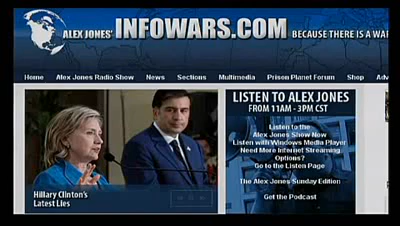 ALEX JONES' INFOWARS.COM BECAUSE THERE IS A WAR
Home Alex Jones Radio Show News Sections Multimedia Prison Planet Forum Shop Adv
LISTEN TO ALEX JONES
FROM 11AM - 3PM CST
Listen to the
Alex Jones Show Now
Listen with Windows Media Player
Need More Internet Streaming
Options?
Go to the Listen Page
The Alex Jones Sunday Edition
Get the Podcast
Hillary Clinton's
Latest Lies